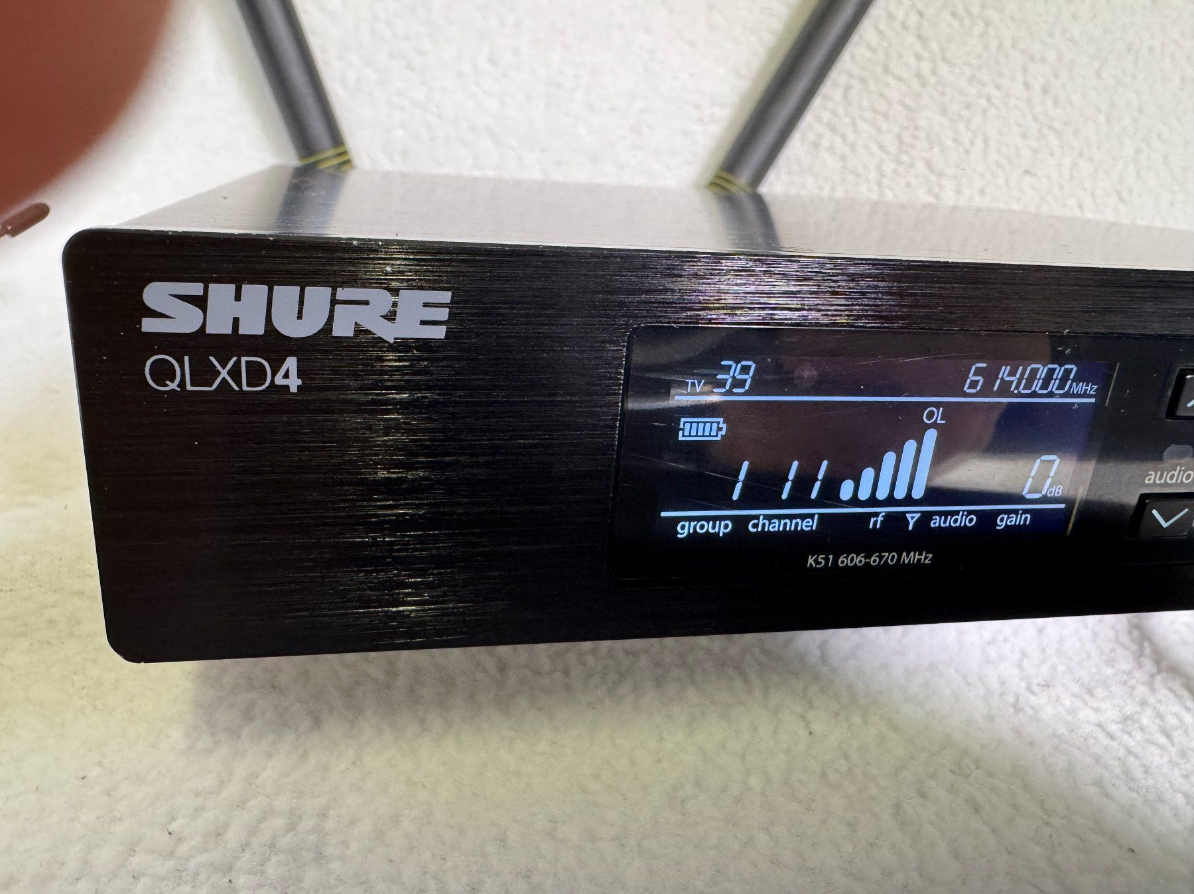 SHURE
QLXD4
TV 39 614.000 MHz
OL
1 11 0 dB
group channel rf audio gain
K51 606-670 MHz
audio